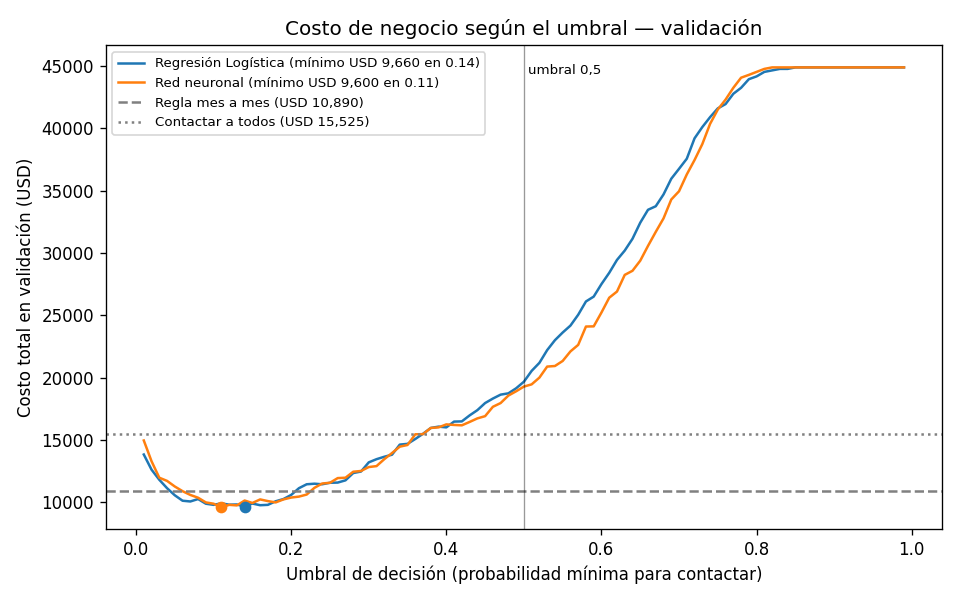 Costo de negocio según el umbral — validación
Regresión Logística (mínimo USD 9,660 en 0.14)
Red neuronal (mínimo USD 9,600 en 0.11)
Regla mes a mes (USD 10,890)
Contactar a todos (USD 15,525)
umbral 0,5
Costo total en validación (USD)
45000
40000
35000
30000
25000
20000
15000
10000
0.0 0.2 0.4 0.6 0.8 1.0
Umbral de decisión (probabilidad mínima para contactar)